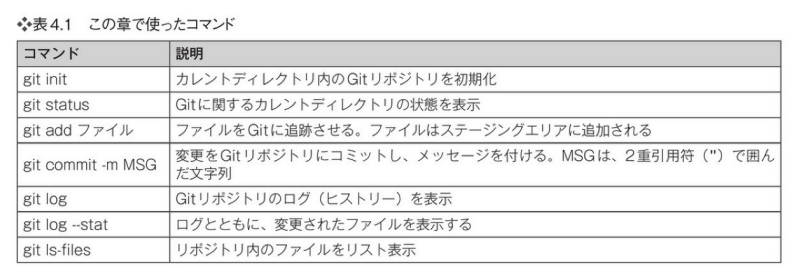 ❖表4.1　この章で使ったコマンド
コマンド　説明
git init　カレントディレクトリ内のGitリポジトリを初期化
git status　Gitに関するカレントディレクトリの状態を表示
git add ファイル　ファイルをGitに追跡させる。ファイルはステージングエリアに追加される
git commit -m MSG　変更をGitリポジトリにコミットし、メッセージを付ける。MSGは、2重引用符（"）で囲ん
だ文字列
git log　Gitリポジトリのログ（ヒストリー）を表示
git log --stat　ログとともに、変更されたファイルを表示する
git ls-files　リポジトリ内のファイルをリスト表示